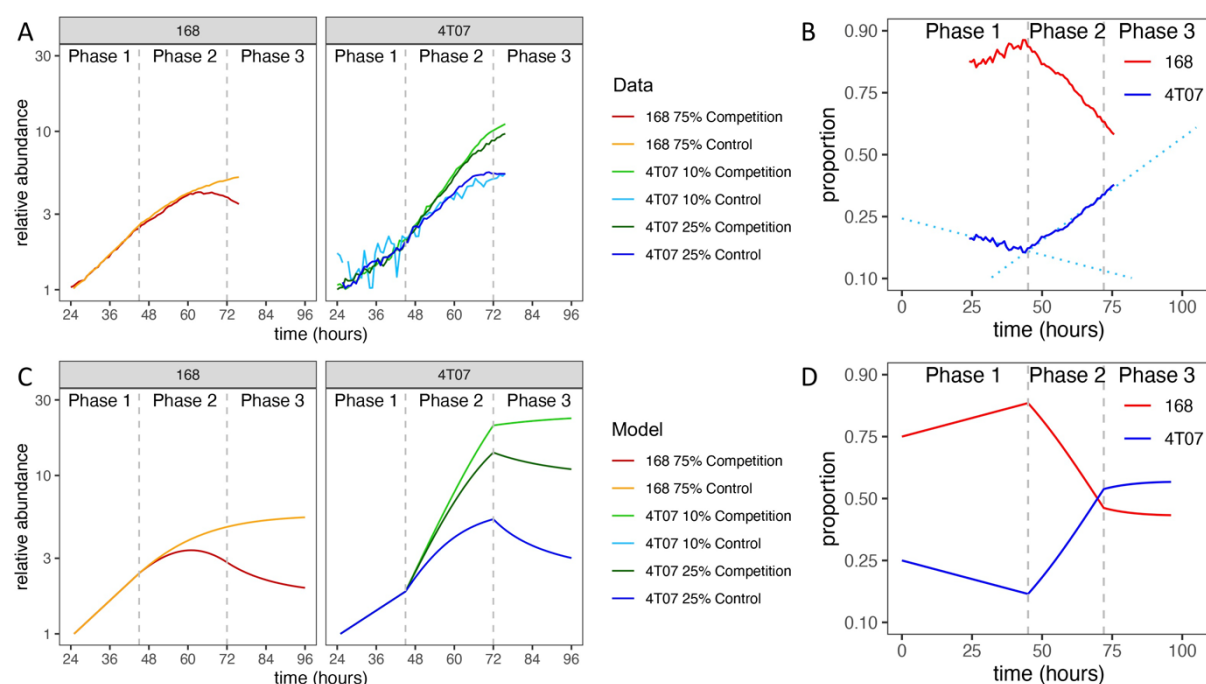 A
168
4T07
Phase 1 Phase 2 Phase 3
Phase 1 Phase 2 Phase 3
30
10
3
1
relative abundance
24 36 48 60 72 84 96
24 36 48 60 72 84 96
time (hours)
time (hours)
Data
168 75% Competition
168 75% Control
4T07 10% Competition
4T07 10% Control
4T07 25% Competition
4T07 25% Control
B
Phase 1 Phase 2 Phase 3
168
4T07
0.90
0.75
0.50
0.25
0.10
proportion
0 25 50 75 100
time (hours)
C
168
4T07
Phase 1 Phase 2 Phase 3
Phase 1 Phase 2 Phase 3
30
10
3
1
relative abundance
24 36 48 60 72 84 96
24 36 48 60 72 84 96
time (hours)
time (hours)
Model
168 75% Competition
168 75% Control
4T07 10% Competition
4T07 10% Control
4T07 25% Competition
4T07 25% Control
D
Phase 1 Phase 2 Phase 3
168
4T07
0.90
0.75
0.50
0.25
0.10
proportion
0 25 50 75 100
time (hours)